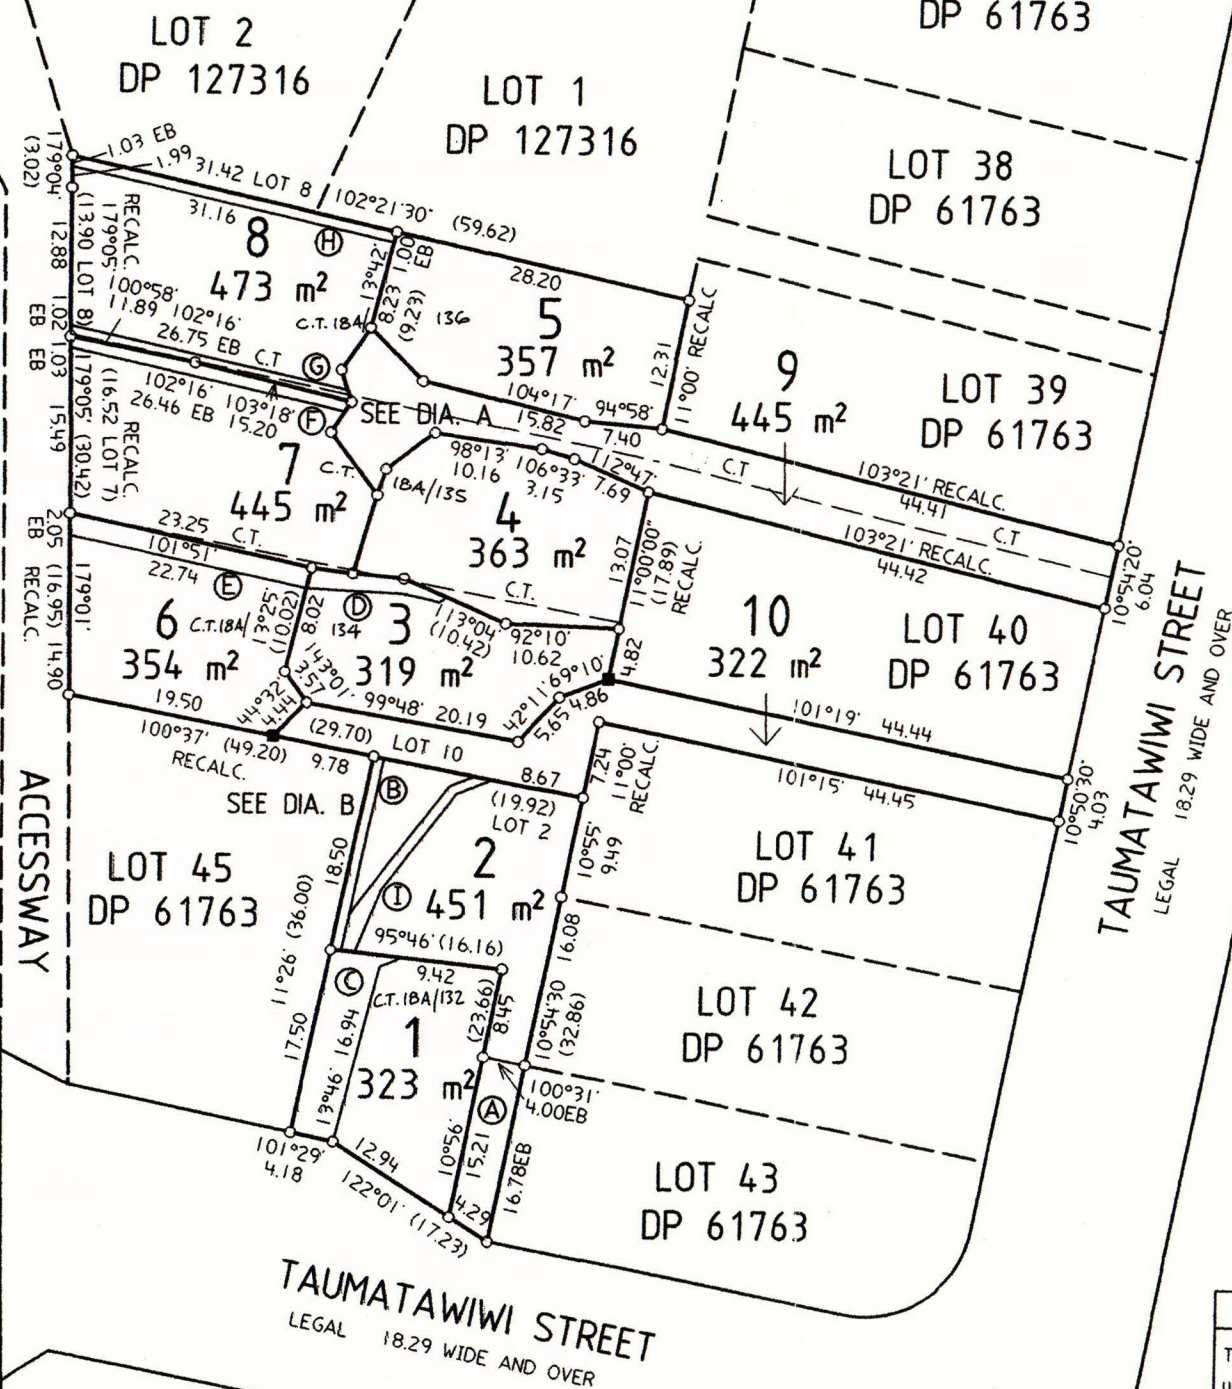 LOT 2
DP 127316
LOT 1
DP 127316
DP 61763
LOT 38
DP 61763
LOT 39
DP 61763
LOT 40
DP 61763
LOT 41
DP 61763
LOT 42
DP 61763
LOT 43
DP 61763
LOT 45
DP 61763
ACCESSWAY
179°04'
(3.02)
1.03 EB
1.99
31.42 LOT 8
102°21'30"
(59.62)
31.16
8
H
473 m²
RECALC.
179°05'
(13.90 LOT 8)
12.88
1.02
EB
100°58'
11.89
102°16'
26.75 EB
C.T
G
C.T. 18A/
136
13°42'
8.23
1.00
EB
(9.23)
28.20
5
357 m²
12.31
11°00' RECALC
104°17'
15.82
94°58'
7.40
SEE DIA. A
9
445 m²
C.T
103°21' RECALC.
44.41
C.T
103°21' RECALC.
44.42
10°54'20"
6.04
1.03
EB
179°05' (30.42)
15.49
(16.52 LOT 7)
RECALC.
102°16'
26.46 EB
103°18'
15.20
F
7
445 m²
C.T.
18A/135
98°13'
10.16
106°33'
3.15
112°47'
7.69
4
363 m²
C.T.
13.07
11°00'00"
(17.89)
RECALC.
23.25
C.T.
101°51'
22.74
2.05
EB
179°01'
(16.95)
RECALC.
14.90
E
6
354 m²
C.T.18A/
134
13°25'
(10.02)
8.02
D
3
319 m²
113°04'
(10.42)
92°10'
10.62
4.82
143°01'
3.57
99°48'
20.19
42°11'
5.65
69°10'
4.86
10
322 m²
101°19'
44.44
101°15'
44.45
10°50'30"
4.03
19.50
44°32'
4.44
100°37'
(49.20)
RECALC.
(29.70)
LOT 10
9.78
8.67
(19.92)
LOT 2
7.24
11°00'
RECALC.
SEE DIA. B
B
2
451 m²
I
18.50
11°26' (36.00)
17.50
10°55'
9.49
16.08
10°54'30
(32.86)
95°46' (16.16)
9.42
C
C.T. 18A/132
1
323 m²
16.94
13°46'
(23.66)
8.45
100°31'
4.00EB
A
10°56'
15.21
16.78EB
101°29'
4.18
12.94
122°01'
(17.23)
4.29
TAUMATAWIWI STREET
LEGAL 18.29 WIDE AND OVER
TAUMATAWIWI STREET
LEGAL 18.29 WIDE AND OVER